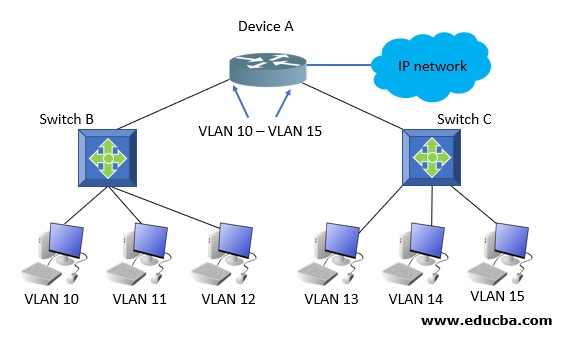 Device A
IP network
Switch B
Switch C
VLAN 10 – VLAN 15
VLAN 10
VLAN 11
VLAN 12
VLAN 13
VLAN 14
VLAN 15
www.educba.com